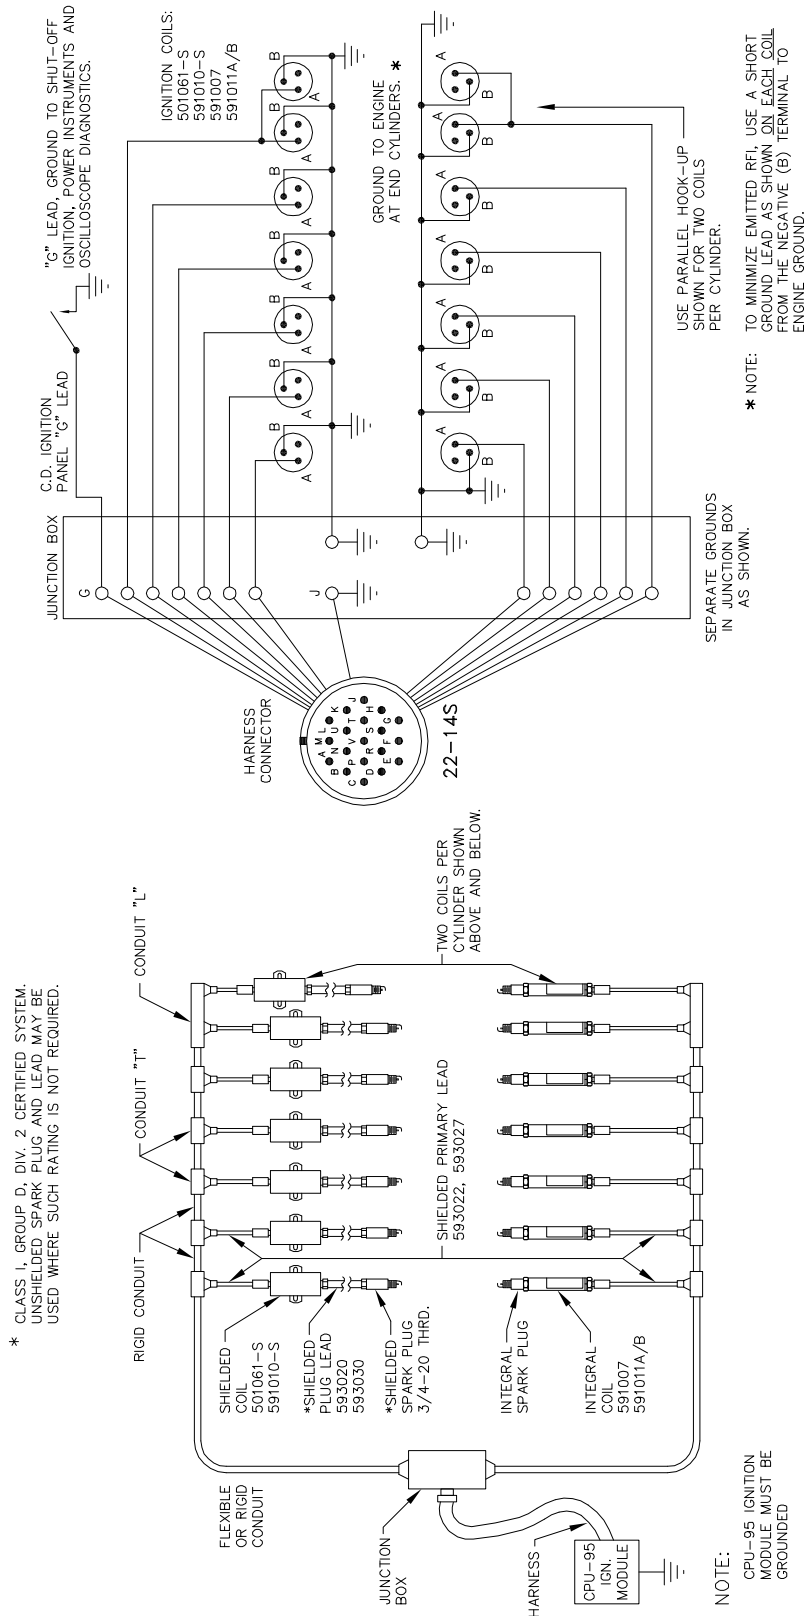 * CLASS I, GROUP D, DIV. 2 CERTIFIED SYSTEM.
UNSHIELDED SPARK PLUG AND LEAD MAY BE
USED WHERE SUCH RATING IS NOT REQUIRED.
RIGID CONDUIT
CONDUIT "T"
CONDUIT "L"
FLEXIBLE
OR RIGID
CONDUIT
SHIELDED
COIL
501061-S
591010-S
*SHIELDED
PLUG LEAD
593020
593030
*SHIELDED
SPARK PLUG
3/4-20 THRD.
SHIELDED PRIMARY LEAD
593022, 593027
TWO COILS PER
CYLINDER SHOWN
ABOVE AND BELOW.
INTEGRAL
SPARK PLUG
INTEGRAL
COIL
591007
591011A/B
JUNCTION
BOX
HARNESS
CPU-95
IGN.
MODULE
NOTE:
CPU-95 IGNITION
MODULE MUST BE
GROUNDED
"G" LEAD, GROUND TO SHUT-OFF
IGNITION, POWER INSTRUMENTS AND
OSCILLOSCOPE DIAGNOSTICS.
C.D. IGNITION
PANEL "G" LEAD
JUNCTION BOX
G
J
IGNITION COILS:
501061-S
591010-S
591007
591011A/B
B
B
B
B
B
B
B
A
A
A
A
A
A
A
GROUND TO ENGINE
AT END CYLINDERS. *
A
A
A
A
A
A
A
B
B
B
B
B
B
B
HARNESS
CONNECTOR
A M L
B N U K
C P V T J
D R S H
E F G
22-14S
SEPARATE GROUNDS
IN JUNCTION BOX
AS SHOWN.
USE PARALLEL HOOK-UP
SHOWN FOR TWO COILS
PER CYLINDER.
* NOTE: TO MINIMIZE EMITTED RFI, USE A SHORT
GROUND LEAD AS SHOWN ON EACH COIL
FROM THE NEGATIVE (B) TERMINAL TO
ENGINE GROUND.